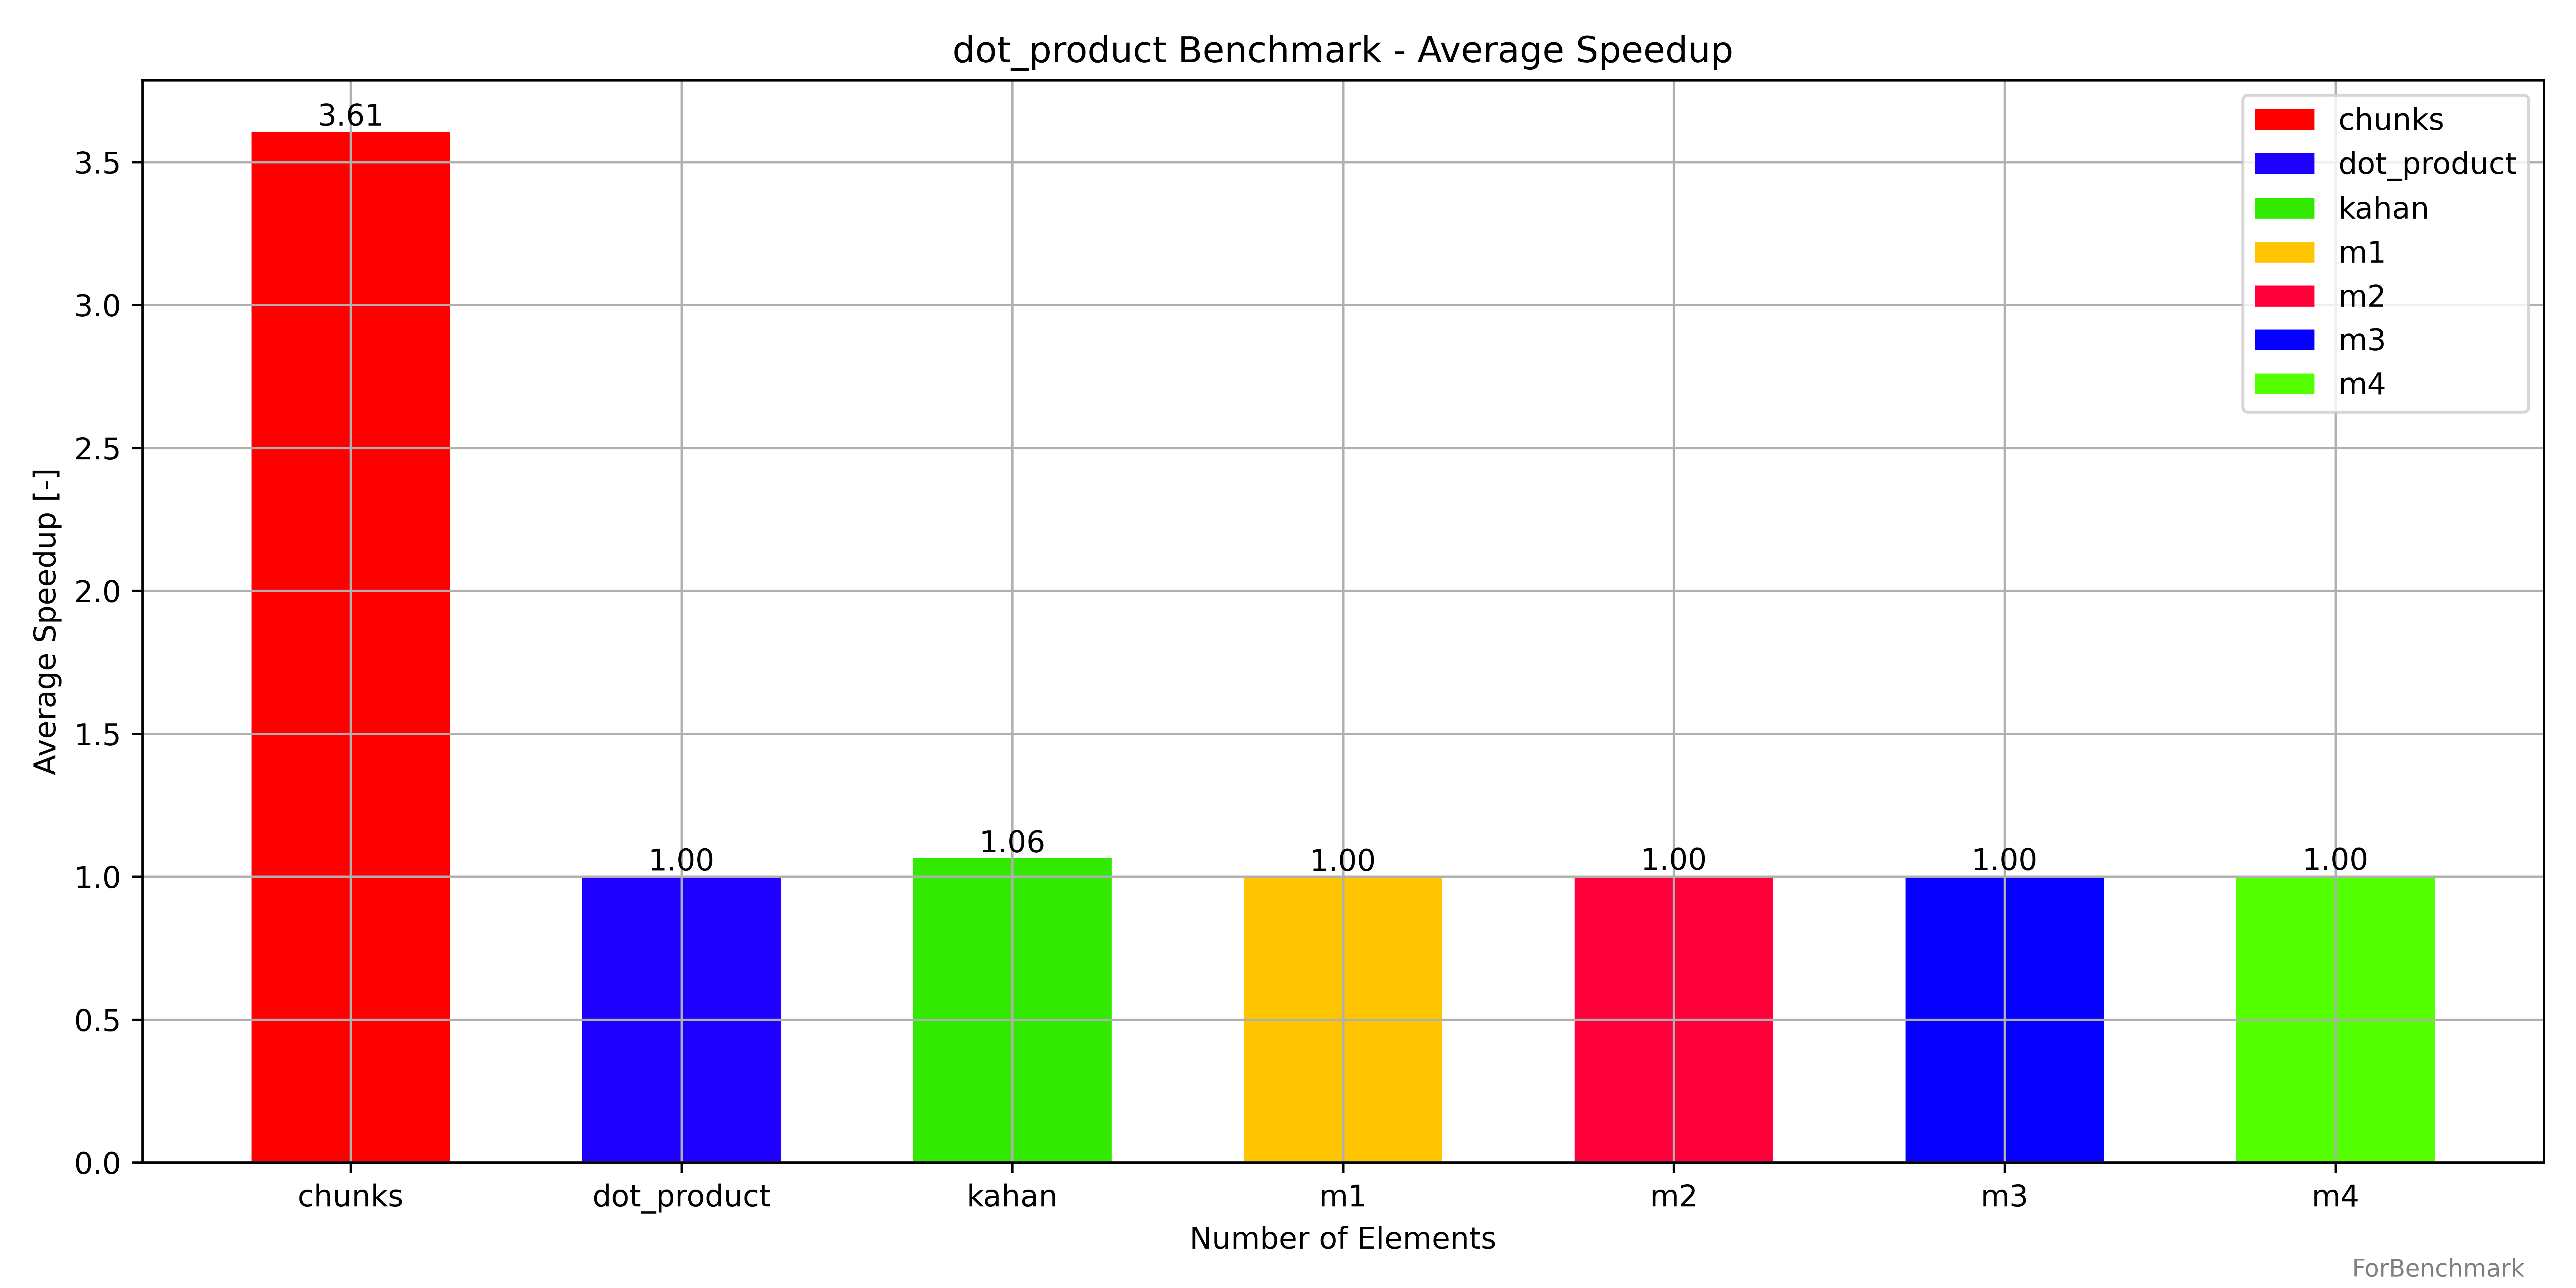 dot_product Benchmark - Average Speedup
Average Speedup [-]
3.5
3.0
2.5
2.0
1.5
1.0
0.5
0.0
3.61
1.00
1.06
1.00
1.00
1.00
1.00
chunks
dot_product
kahan
m1
m2
m3
m4
chunks
dot_product
kahan
m1
m2
m3
m4
Number of Elements
ForBenchmark